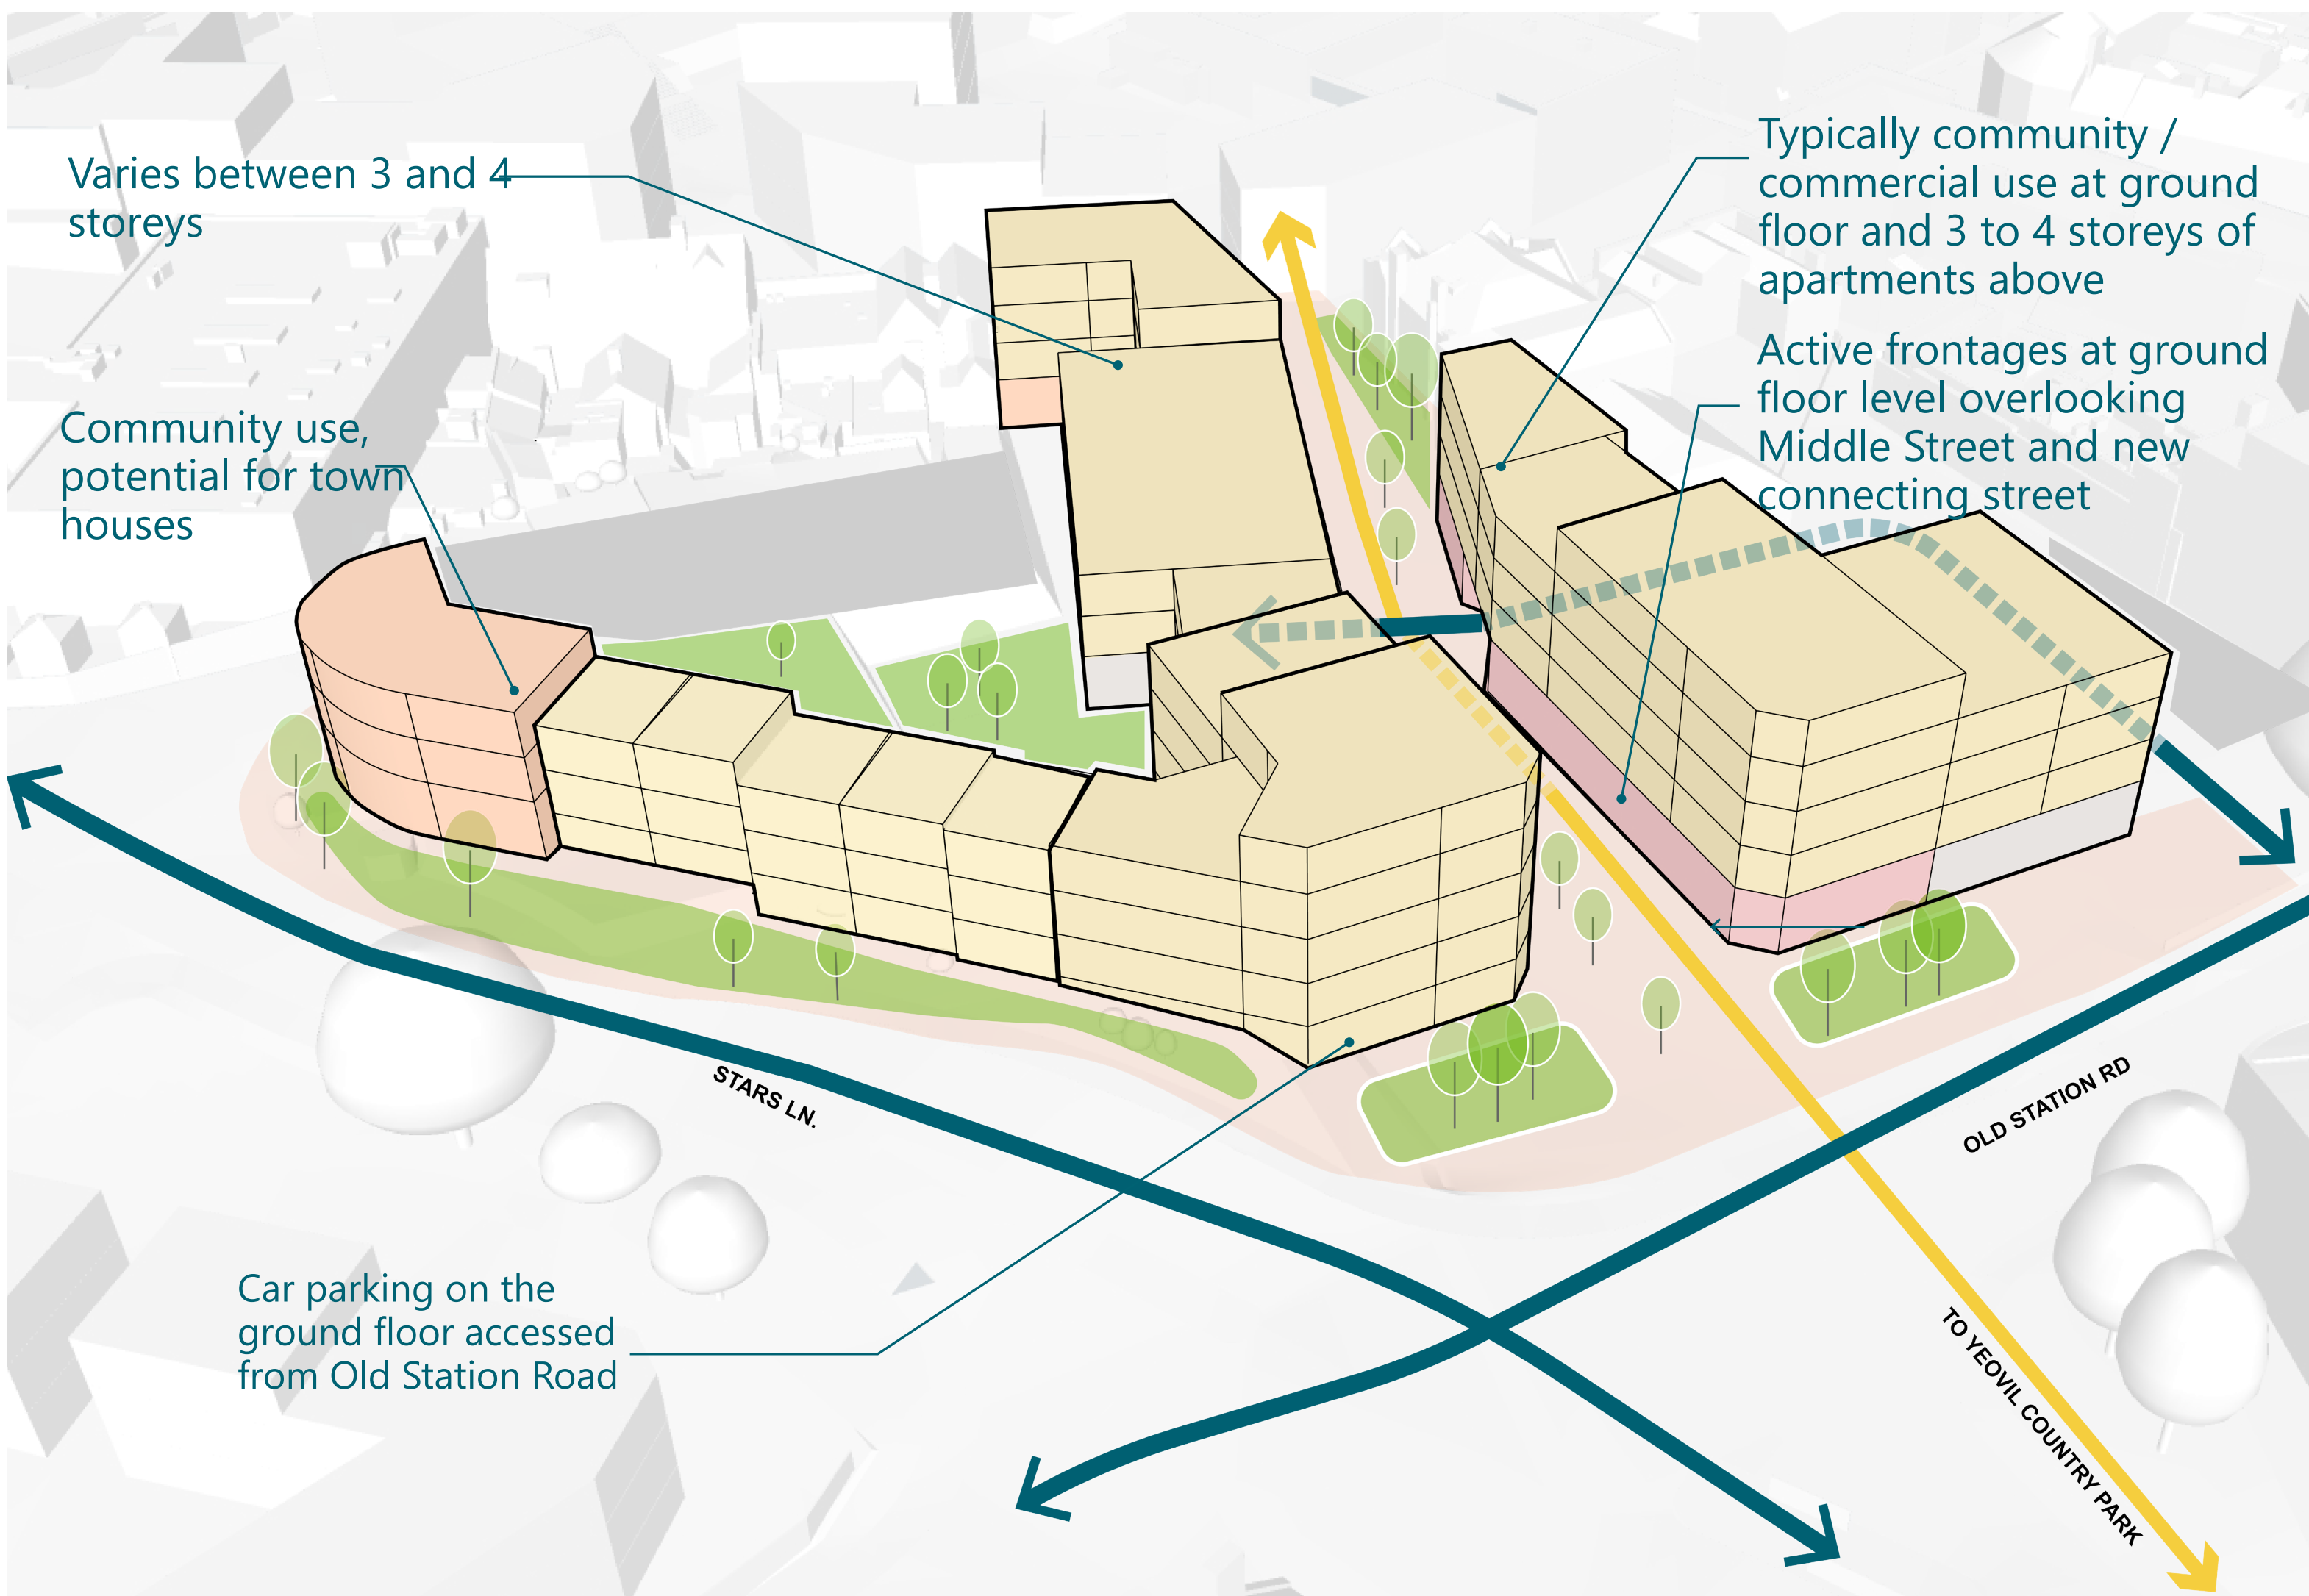 Varies between 3 and 4
storeys
Typically community /
commercial use at ground
floor and 3 to 4 storeys of
apartments above
Active frontages at ground
floor level overlooking
Middle Street and new
connecting street
Community use,
potential for town
houses
STARS LN.
OLD STATION RD
Car parking on the
ground floor accessed
from Old Station Road
TO YEOVIL COUNTRY PARK